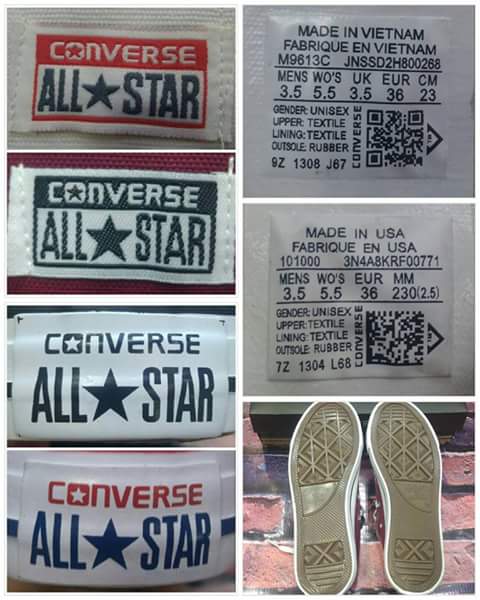 CONVERSE
ALL★STAR
CONVERSE
ALL★STAR
CONVERSE
ALL★STAR
CONVERSE
ALL★STAR
MADE IN VIETNAM
FABRIQUE EN VIETNAM
M9613C JNSSD2H800268
MENS WO'S UK EUR CM
3.5 5.5 3.5 36 23
GENDER: UNISEX
UPPER: TEXTILE
LINING: TEXTILE
OUTSOLE: RUBBER
CONVERSE
9Z 1308 J67
MADE IN USA
FABRIQUE EN USA
101000 3N4A8KRF00771
MENS WO'S EUR MM
3.5 5.5 36 230(2.5)
GENDER: UNISEX
UPPER: TEXTILE
LINING: TEXTILE
OUTSOLE: RUBBER
CONVERSE
7Z 1304 L68